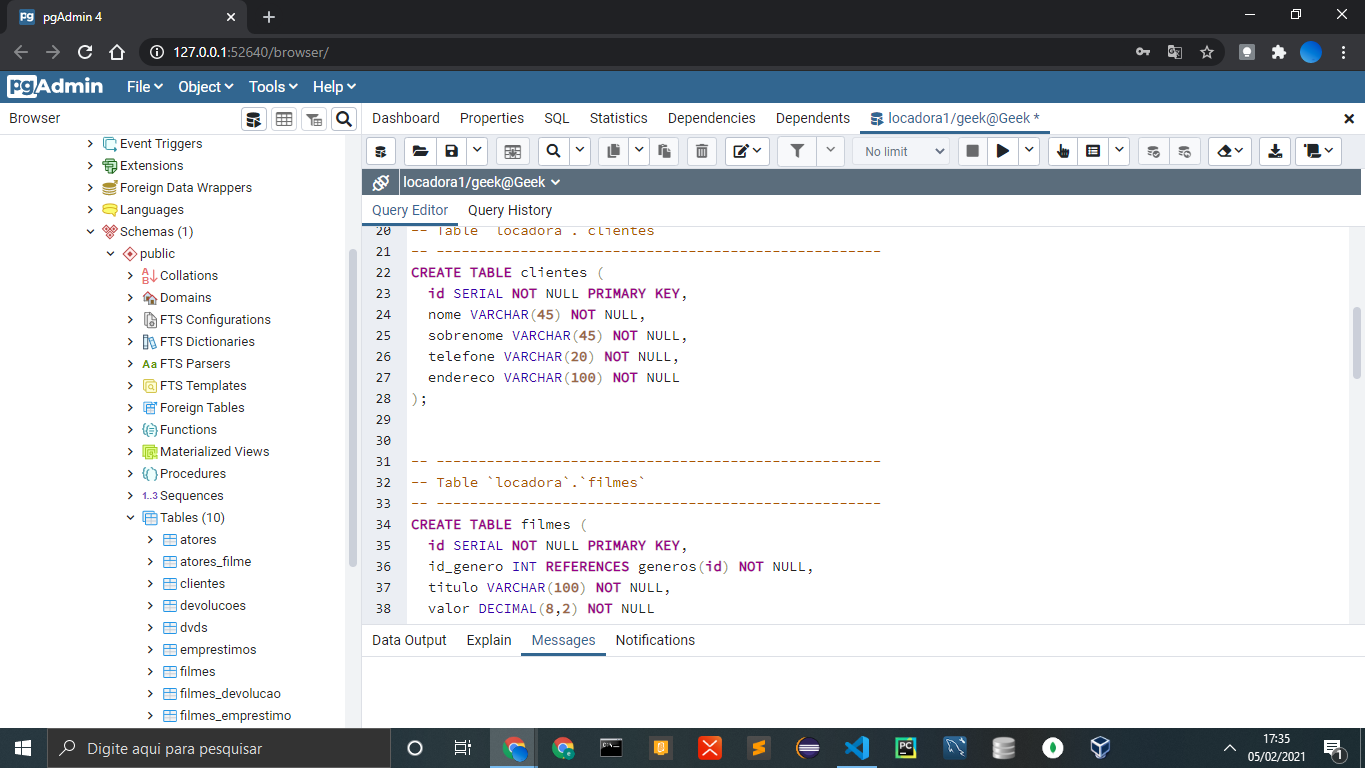 pgAdmin 4
127.0.0.1:52640/browser/
pgAdmin File Object Tools Help
Browser
Dashboard Properties SQL Statistics Dependencies Dependents locadora1/geek@Geek *
No limit
locadora1/geek@Geek
Query Editor Query History
Event Triggers
Extensions
Foreign Data Wrappers
Languages
Schemas (1)
public
Collations
Domains
FTS Configurations
FTS Dictionaries
Aa FTS Parsers
FTS Templates
Foreign Tables
Functions
Materialized Views
Procedures
1..3 Sequences
Tables (10)
atores
atores_filme
clientes
devolucoes
dvds
emprestimos
filmes
filmes_devolucao
filmes_emprestimo
20 -- Table `locadora`.`clientes`
21 -- -----------------------------------------------------
22 CREATE TABLE clientes (
23 id SERIAL NOT NULL PRIMARY KEY,
24 nome VARCHAR(45) NOT NULL,
25 sobrenome VARCHAR(45) NOT NULL,
26 telefone VARCHAR(20) NOT NULL,
27 endereco VARCHAR(100) NOT NULL
28 );
29
30
31 -- -----------------------------------------------------
32 -- Table `locadora`.`filmes`
33 -- -----------------------------------------------------
34 CREATE TABLE filmes (
35 id SERIAL NOT NULL PRIMARY KEY,
36 id_genero INT REFERENCES generos(id) NOT NULL,
37 titulo VARCHAR(100) NOT NULL,
38 valor DECIMAL(8,2) NOT NULL
Data Output Explain Messages Notifications
Digite aqui para pesquisar
17:35
05/02/2021
1